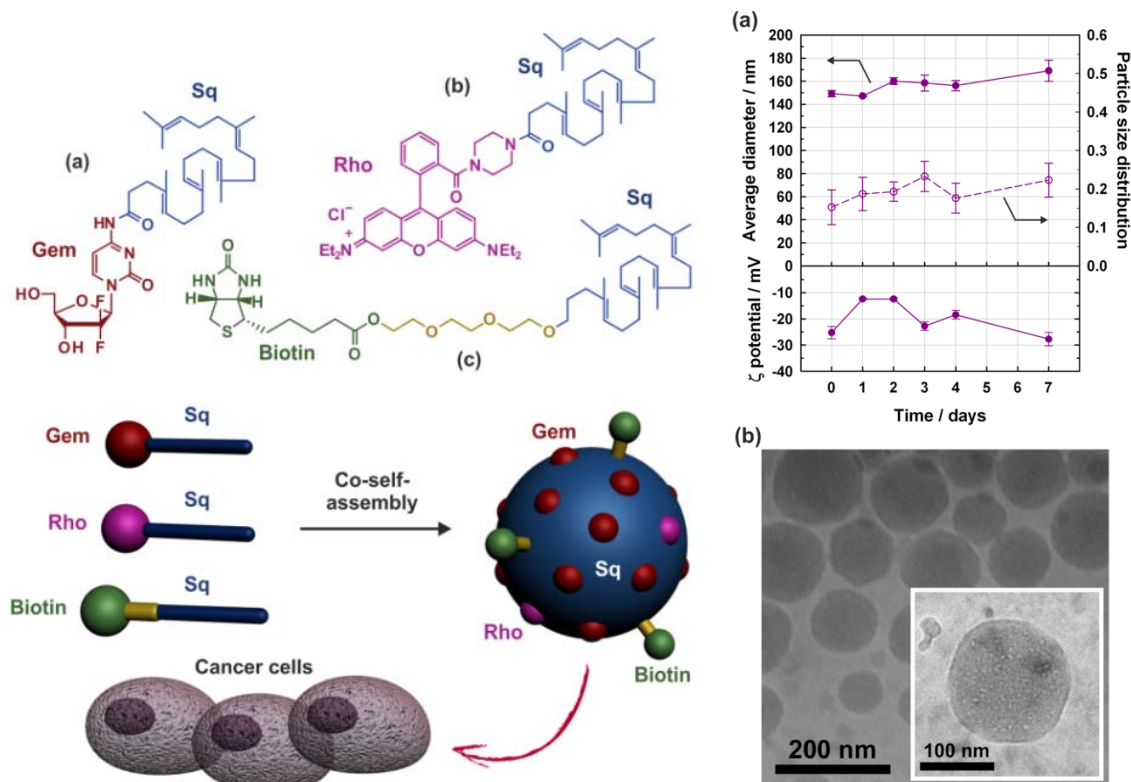 Sq
(a)
HN
O
Gem
N
N
O
HO
O
F
F
OH
(b)
Sq
Rho
N
N
O
O
Cl⁻
Et₂N
+
O
NEt₂
Sq
O
HN
NH
H
H
S
Biotin
O
O
O
O
O
(c)
Gem
Sq
Rho
Sq
Biotin
Sq
Co-self-
assembly
Gem
Sq
Rho
Biotin
Cancer cells
(a)
Average diameter / nm
200
180
160
140
120
100
80
60
40
20
0
Particle size distribution
0.6
0.5
0.4
0.3
0.2
0.1
0.0
ζ potential / mV
-10
-20
-30
-40
0 1 2 3 4 5 6 7
Time / days
(b)
200 nm
100 nm